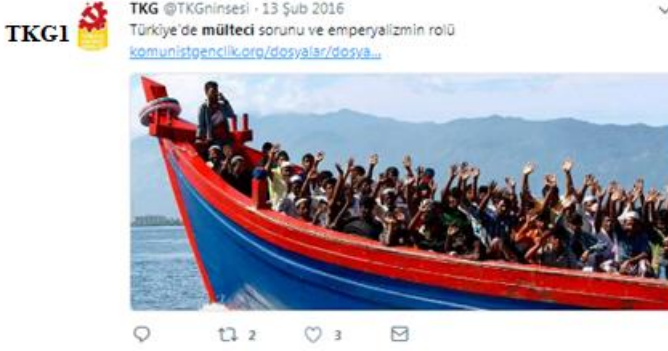 TKG1
TKG @TKGninsesi · 13 Şub 2016
Türkiye'de mülteci sorunu ve emperyalizmin rolü
komunistgenclik.org/dosyalar/dosya...
2
3